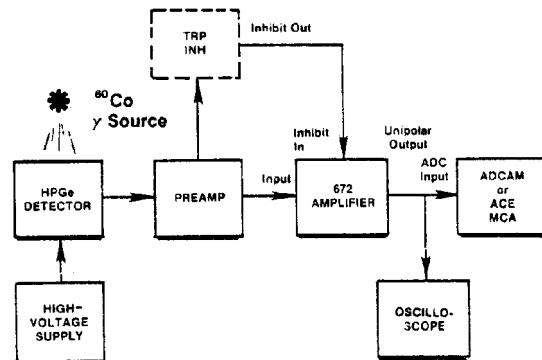 TRP
INH
Inhibit Out
⁶⁰Co
γ Source
Inhibit
In
Unipolar
Output
ADC
Input
Input
HPGe
DETECTOR
PREAMP
672
AMPLIFIER
ADCAM
or
ACE
MCA
HIGH-
VOLTAGE
SUPPLY
OSCILLO-
SCOPE